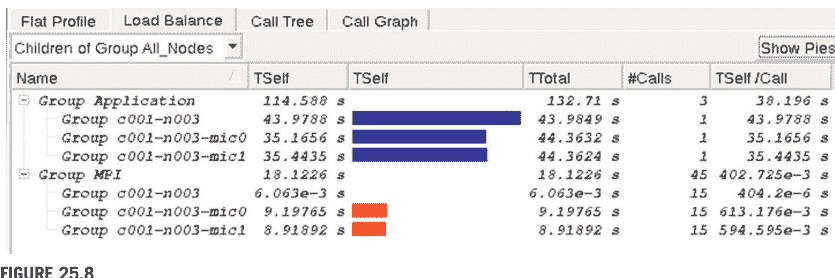 Flat Profile Load Balance Call Tree Call Graph
Children of Group All_Nodes Show Pies
Name TSelf TSelf TTotal #Calls TSelf /Call
Group Application 114.588 s 132.71 s 3 38.196 s
Group c001-n003 43.9788 s 43.9849 s 1 43.9788 s
Group c001-n003-mic0 35.1656 s 44.3632 s 1 35.1656 s
Group c001-n003-mic1 35.4435 s 44.3624 s 1 35.4435 s
Group MPI 18.1226 s 18.1226 s 45 402.725e-3 s
Group c001-n003 6.063e-3 s 6.063e-3 s 15 404.2e-6 s
Group c001-n003-mic0 9.19765 s 9.19765 s 15 613.176e-3 s
Group c001-n003-mic1 8.91892 s 8.91892 s 15 594.595e-3 s
FIGURE 25.8